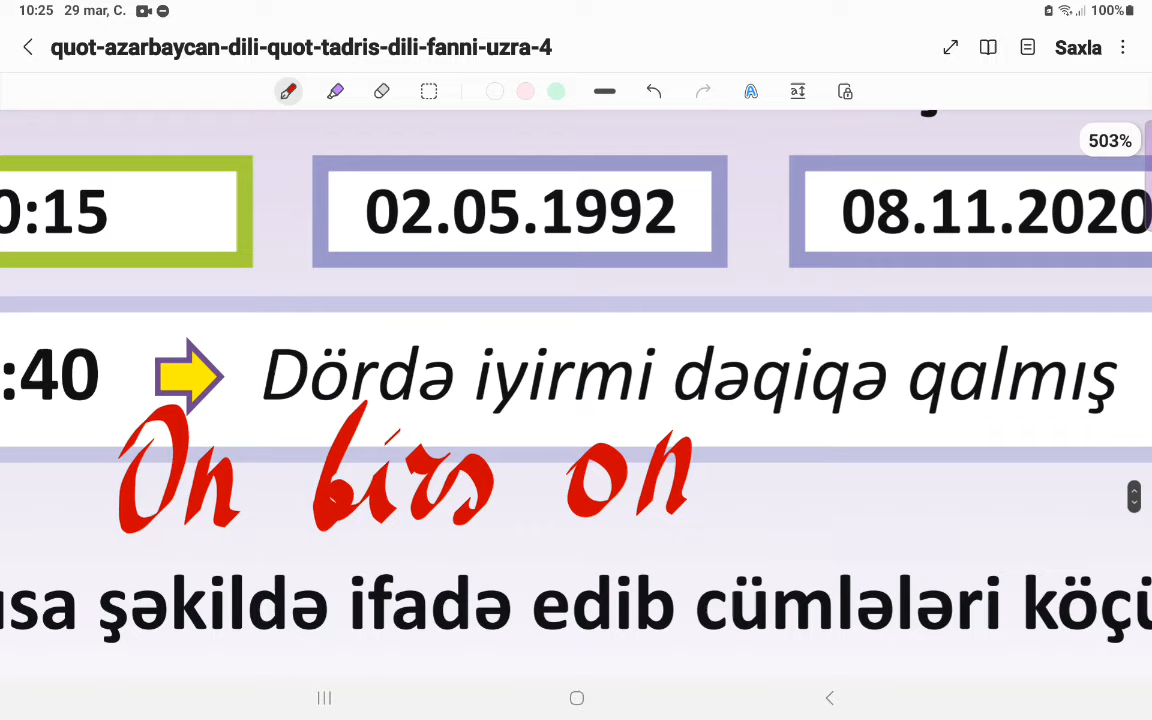 10:25 29 mar, C. 100%
quot-azarbaycan-dili-quot-tadris-dili-fanni-uzra-4 Saxla
503%
0:15 02.05.1992 08.11.2020
:40 Dördə iyirmi dəqiqə qalmış
On birə on
ısa şəkildə ifadə edib cümlələri köçü